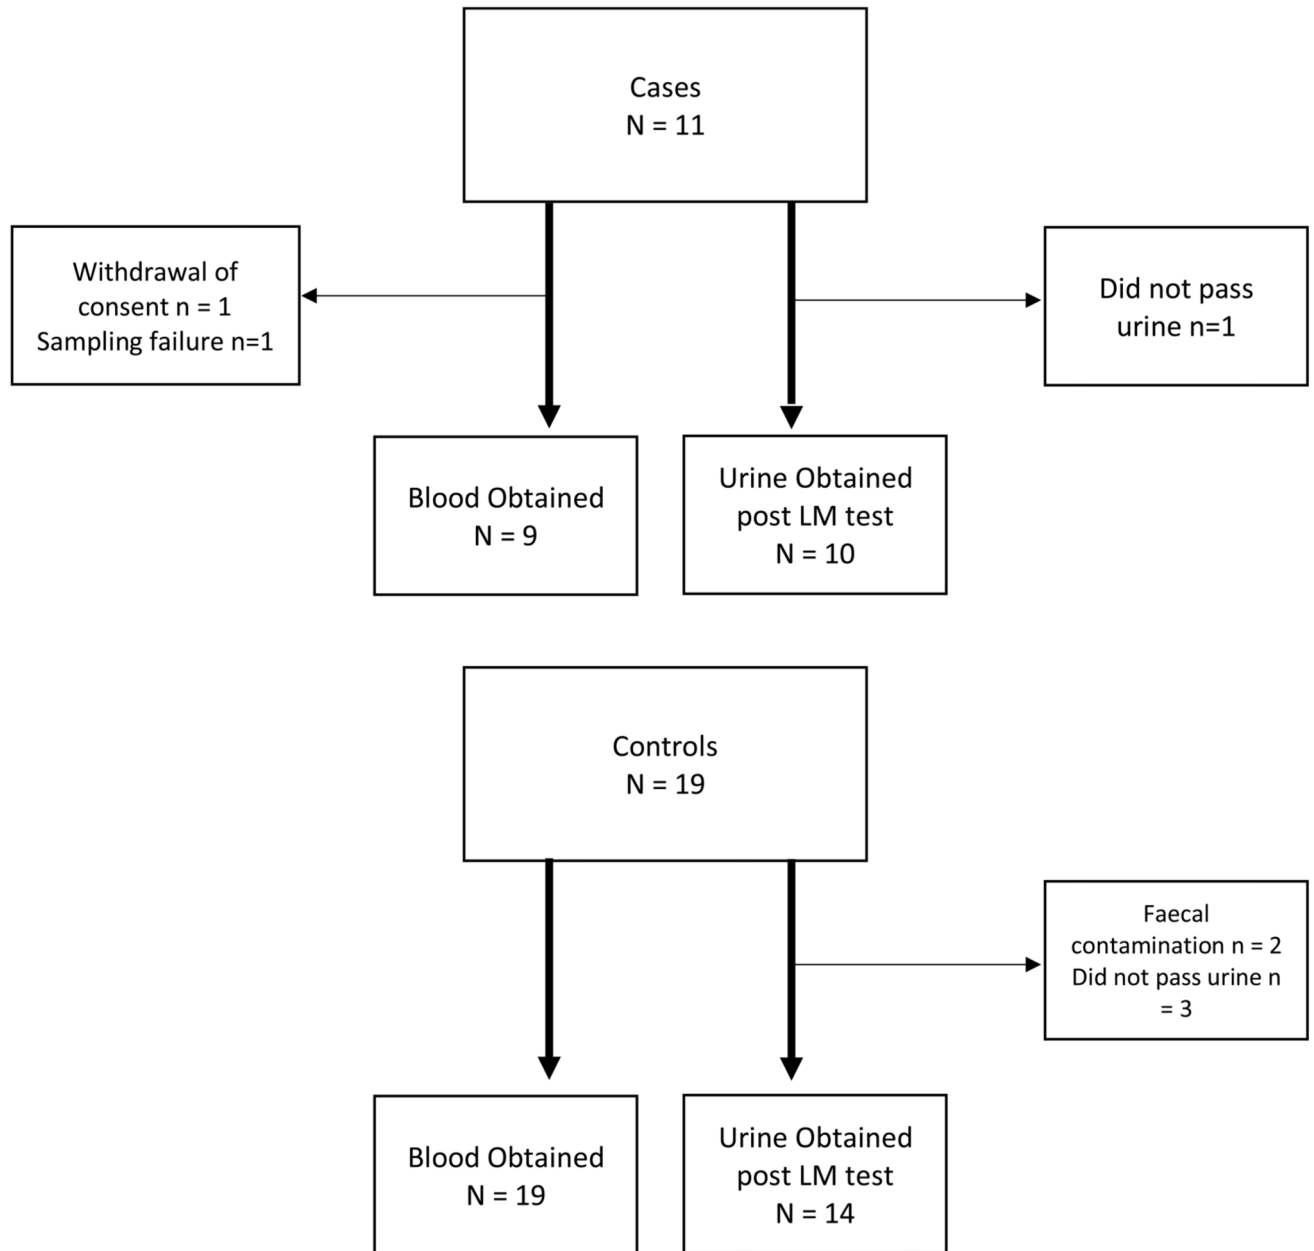 Cases
N = 11
Withdrawal of
consent n = 1
Sampling failure n=1
Did not pass
urine n=1
Blood Obtained
N = 9
Urine Obtained
post LM test
N = 10
Controls
N = 19
Faecal
contamination n = 2
Did not pass urine n
= 3
Blood Obtained
N = 19
Urine Obtained
post LM test
N = 14